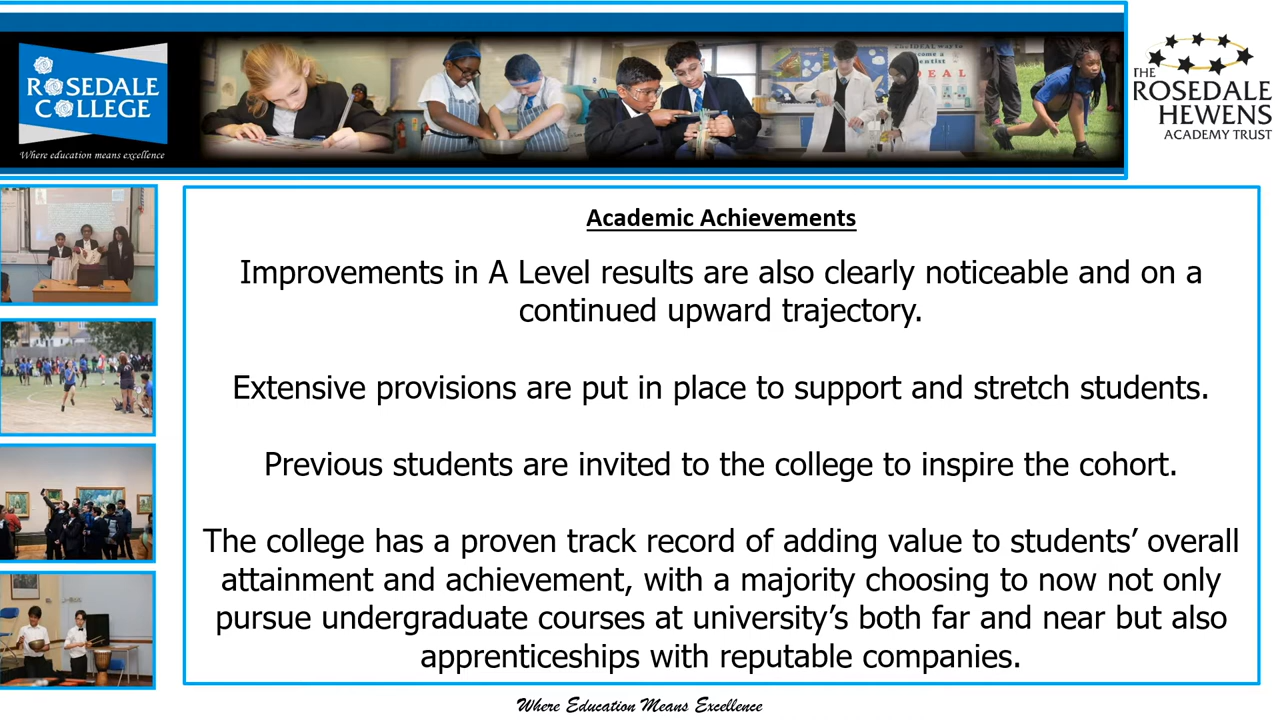 ROSEDALE
COLLEGE
Where education means excellence
THE
ROSEDALE
HEWENS
ACADEMY TRUST
Academic Achievements
Improvements in A Level results are also clearly noticeable and on a
continued upward trajectory.
Extensive provisions are put in place to support and stretch students.
Previous students are invited to the college to inspire the cohort.
The college has a proven track record of adding value to students’ overall
attainment and achievement, with a majority choosing to now not only
pursue undergraduate courses at university’s both far and near but also
apprenticeships with reputable companies.
Where Education Means Excellence